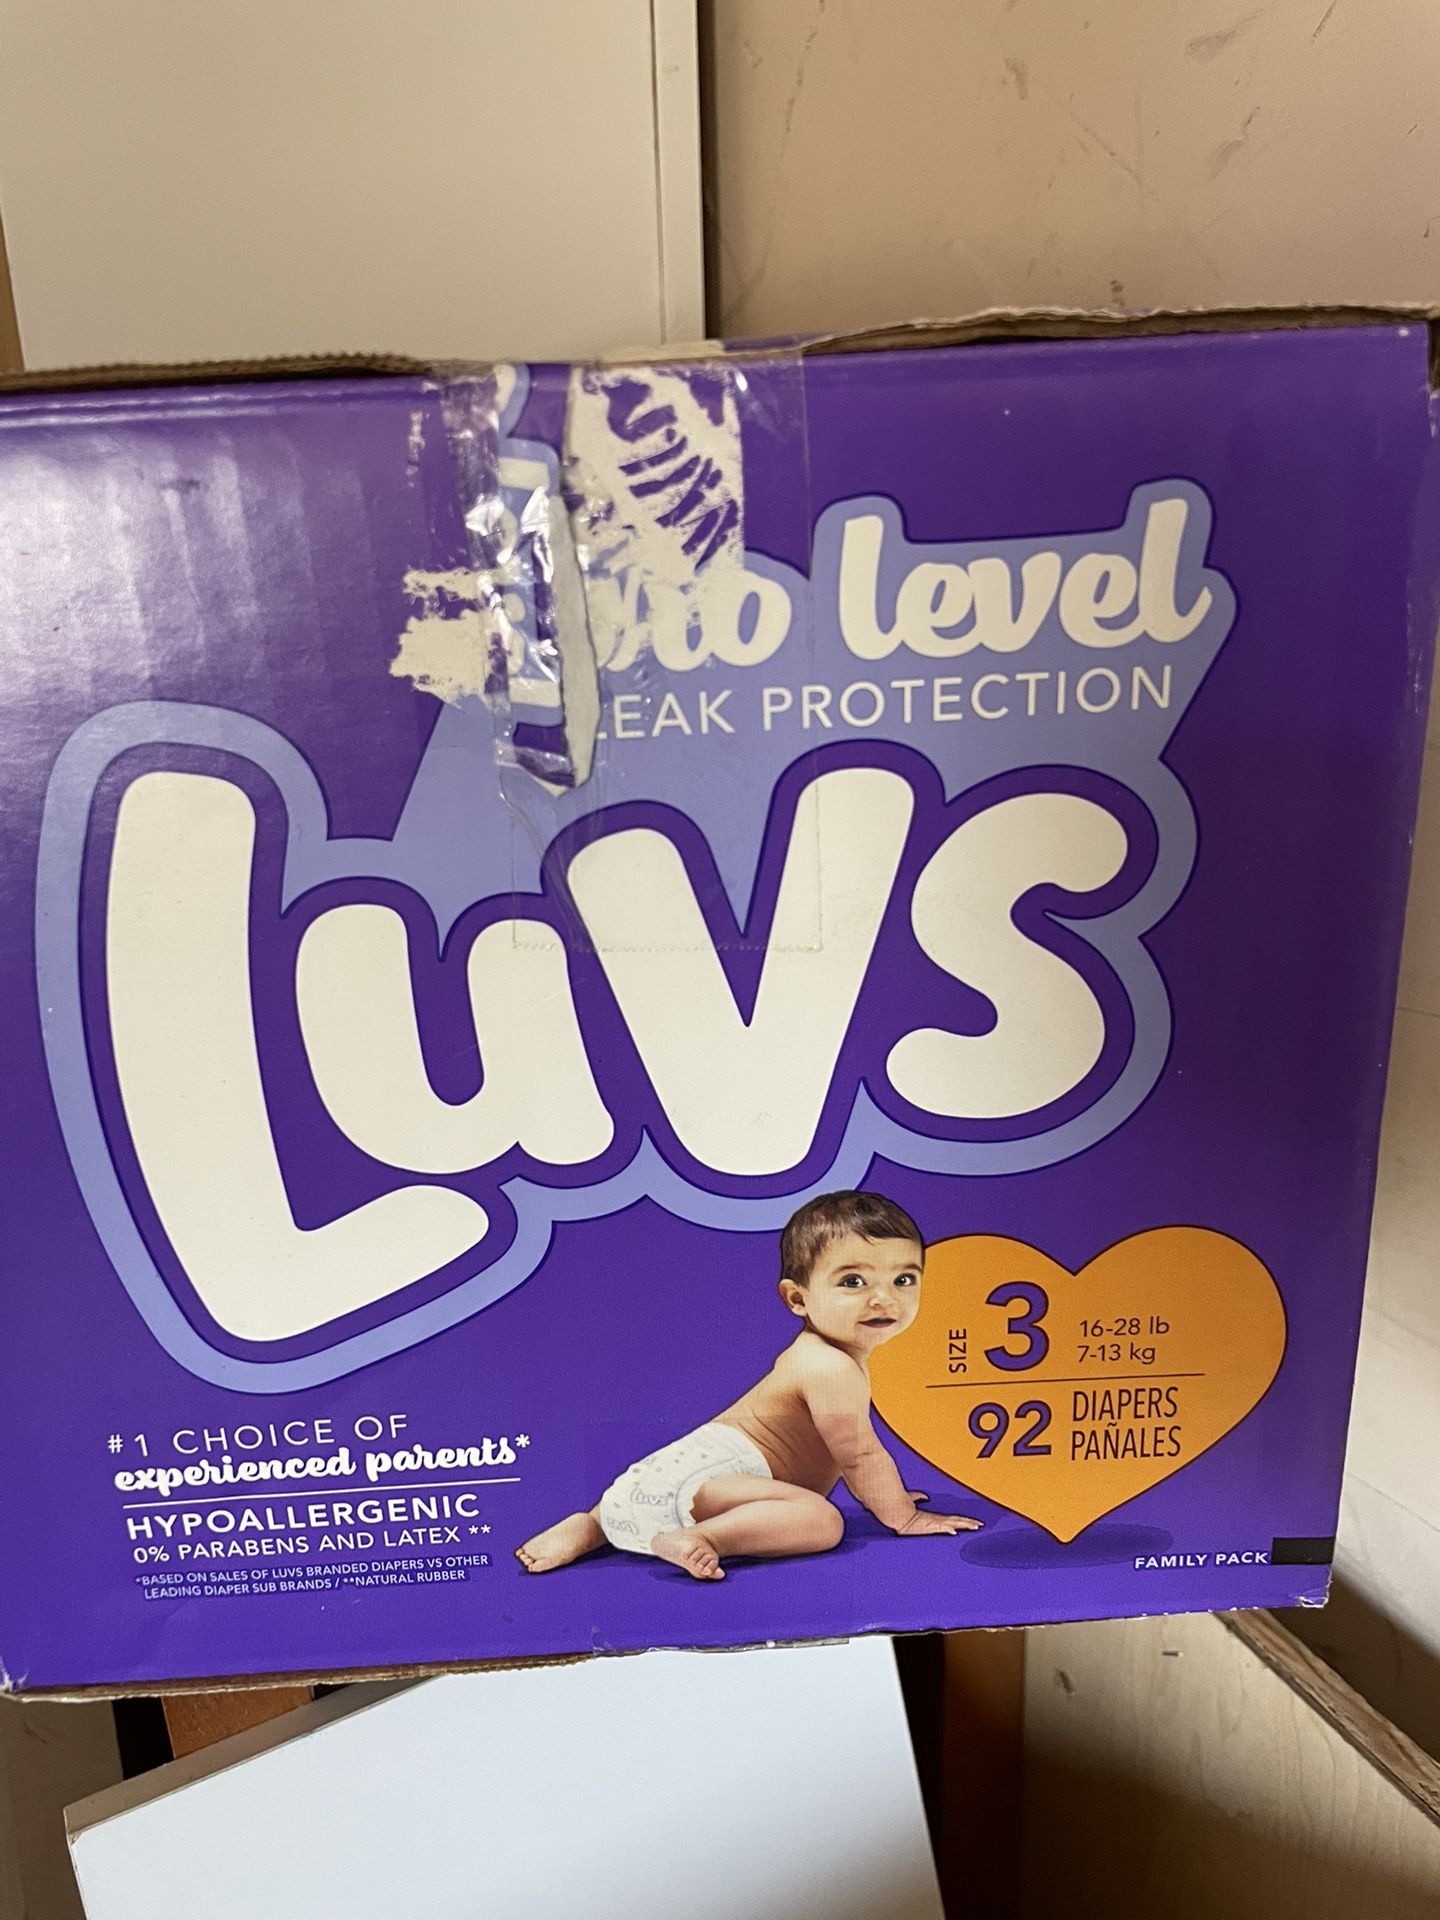 pro level
LEAK PROTECTION
Luvs
#1 CHOICE OF
experienced parents*
HYPOALLERGENIC
0% PARABENS AND LATEX **
*BASED ON SALES OF LUVS BRANDED DIAPERS VS OTHER
LEADING DIAPER SUB BRANDS / **NATURAL RUBBER
Luvs
SIZE 3 16-28 lb
7-13 kg
92 DIAPERS
PAÑALES
FAMILY PACK